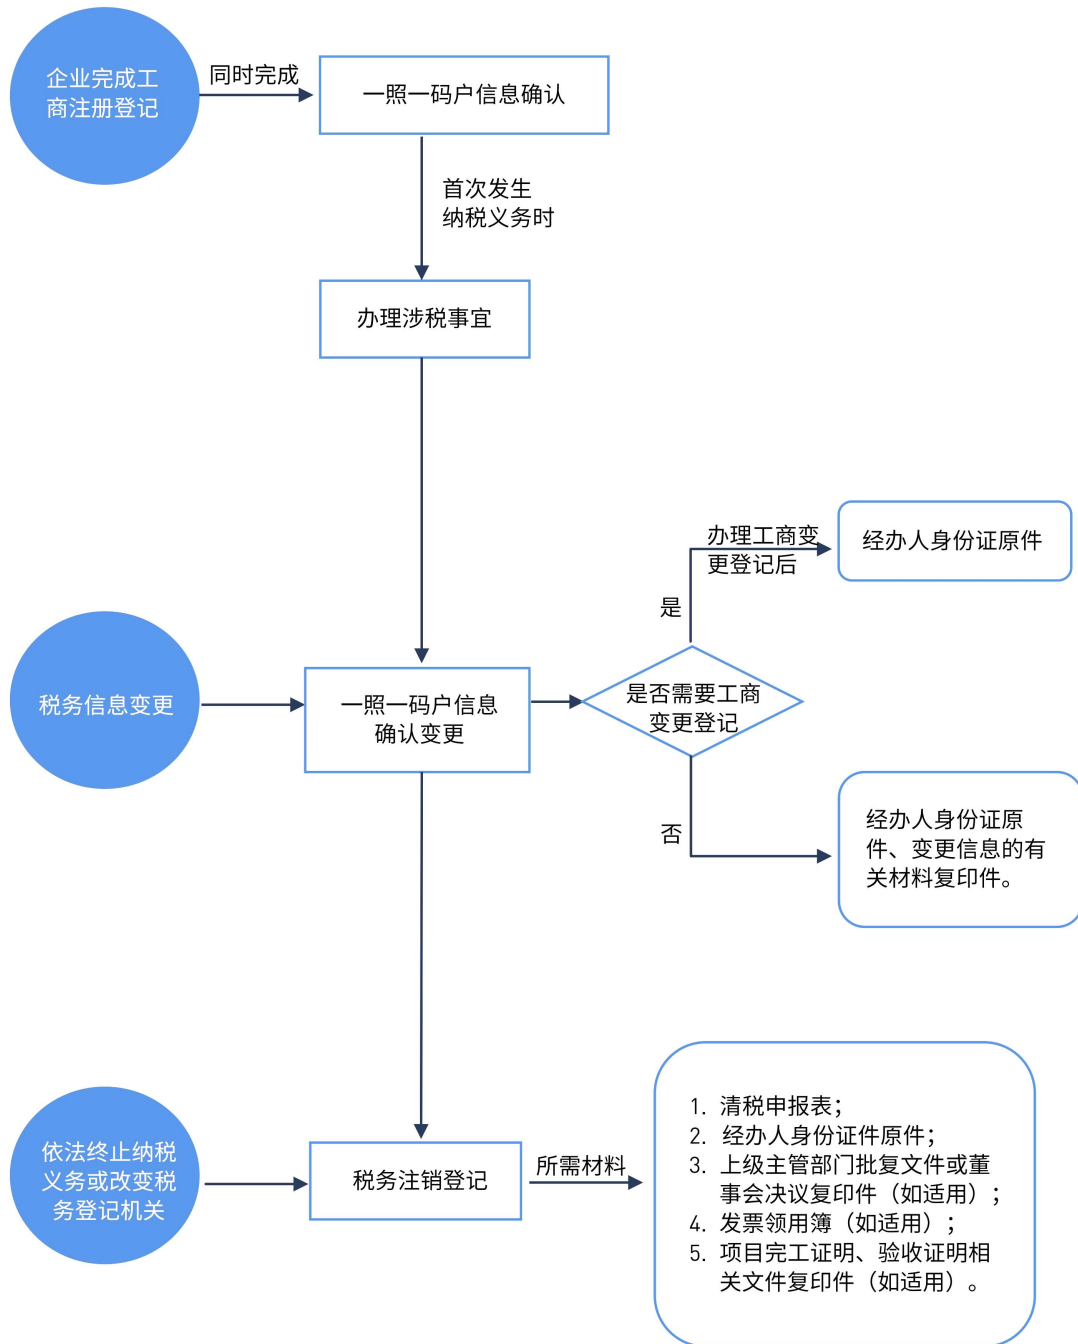 企业完成工
商注册登记
同时完成
一照一码户信息确认
首次发生
纳税义务时
办理涉税事宜
办理工商变
更登记后
经办人身份证原件
是
税务信息变更
一照一码户信息
确认变更
是否需要工商
变更登记
否
经办人身份证原
件、变更信息的有
关材料复印件。
依法终止纳税
义务或改变税
务登记机关
税务注销登记
所需材料
1. 清税申报表；
2. 经办人身份证件原件；
3. 上级主管部门批复文件或董
事会决议复印件（如适用）；
4. 发票领用簿（如适用）；
5. 项目完工证明、验收证明相
关文件复印件（如适用）。